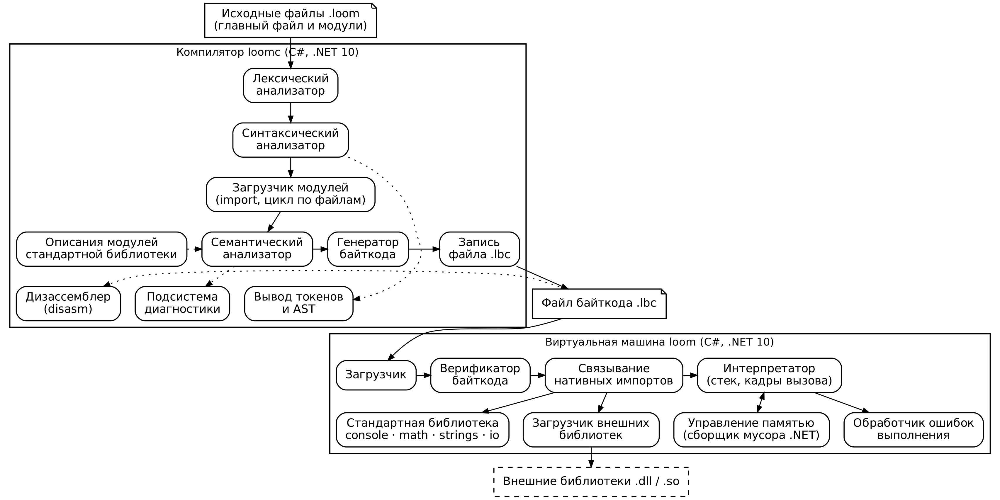 Исходные файлы .loom
(главный файл и модули)
Компилятор loomc (C#, .NET 10)
Лексический
анализатор
Синтаксический
анализатор
Загрузчик модулей
(import, цикл по файлам)
Описания модулей
стандартной библиотеки
Семантический
анализатор
Генератор
байткода
Запись
файла .lbc
Дизассемблер
(disasm)
Подсистема
диагностики
Вывод токенов
и AST
Файл байткода .lbc
Виртуальная машина loom (C#, .NET 10)
Загрузчик
Верификатор
байткода
Связывание
нативных импортов
Интерпретатор
(стек, кадры вызова)
Стандартная библиотека
console · math · strings · io
Загрузчик внешних
библиотек
Управление памятью
(сборщик мусора .NET)
Обработчик ошибок
выполнения
Внешние библиотеки .dll / .so